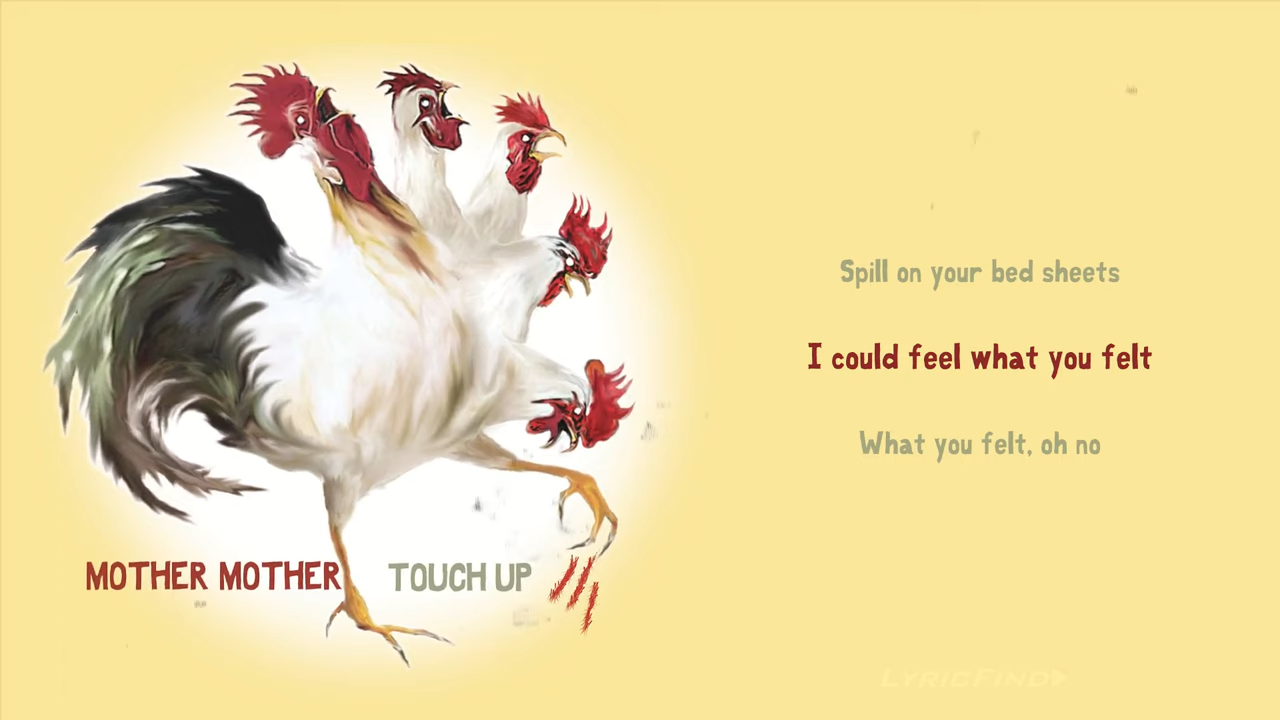 MOTHER MOTHER TOUCH UP
Spill on your bed sheets
I could feel what you felt
What you felt, oh no
LYRICFIND